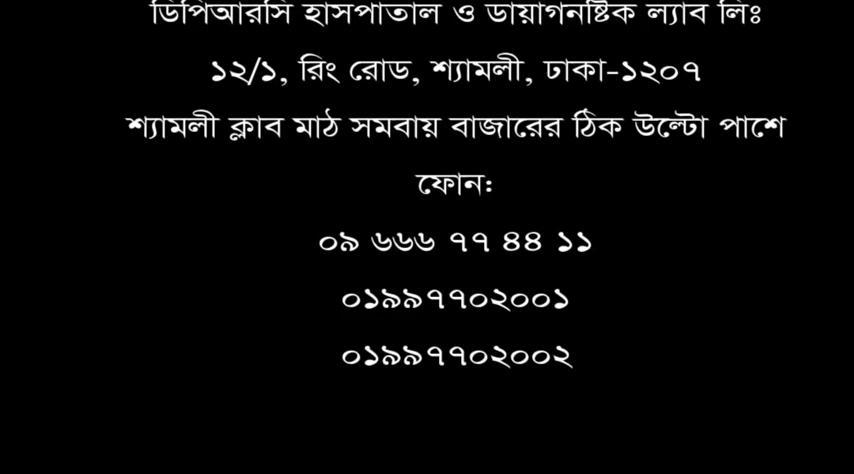 ডিপিআরসি হাসপাতাল ও ডায়াগনষ্টিক ল্যাব লিঃ
১২/১, রিং রোড, শ্যামলী, ঢাকা-১২০৭
শ্যামলী ক্লাব মাঠ সমবায় বাজারের ঠিক উল্টো পাশে
ফোন:
০৯ ৬৬৬ ৭৭ ৪৪ ১১
০১৯৯৭৭০২০০১
০১৯৯৭৭০২০০২